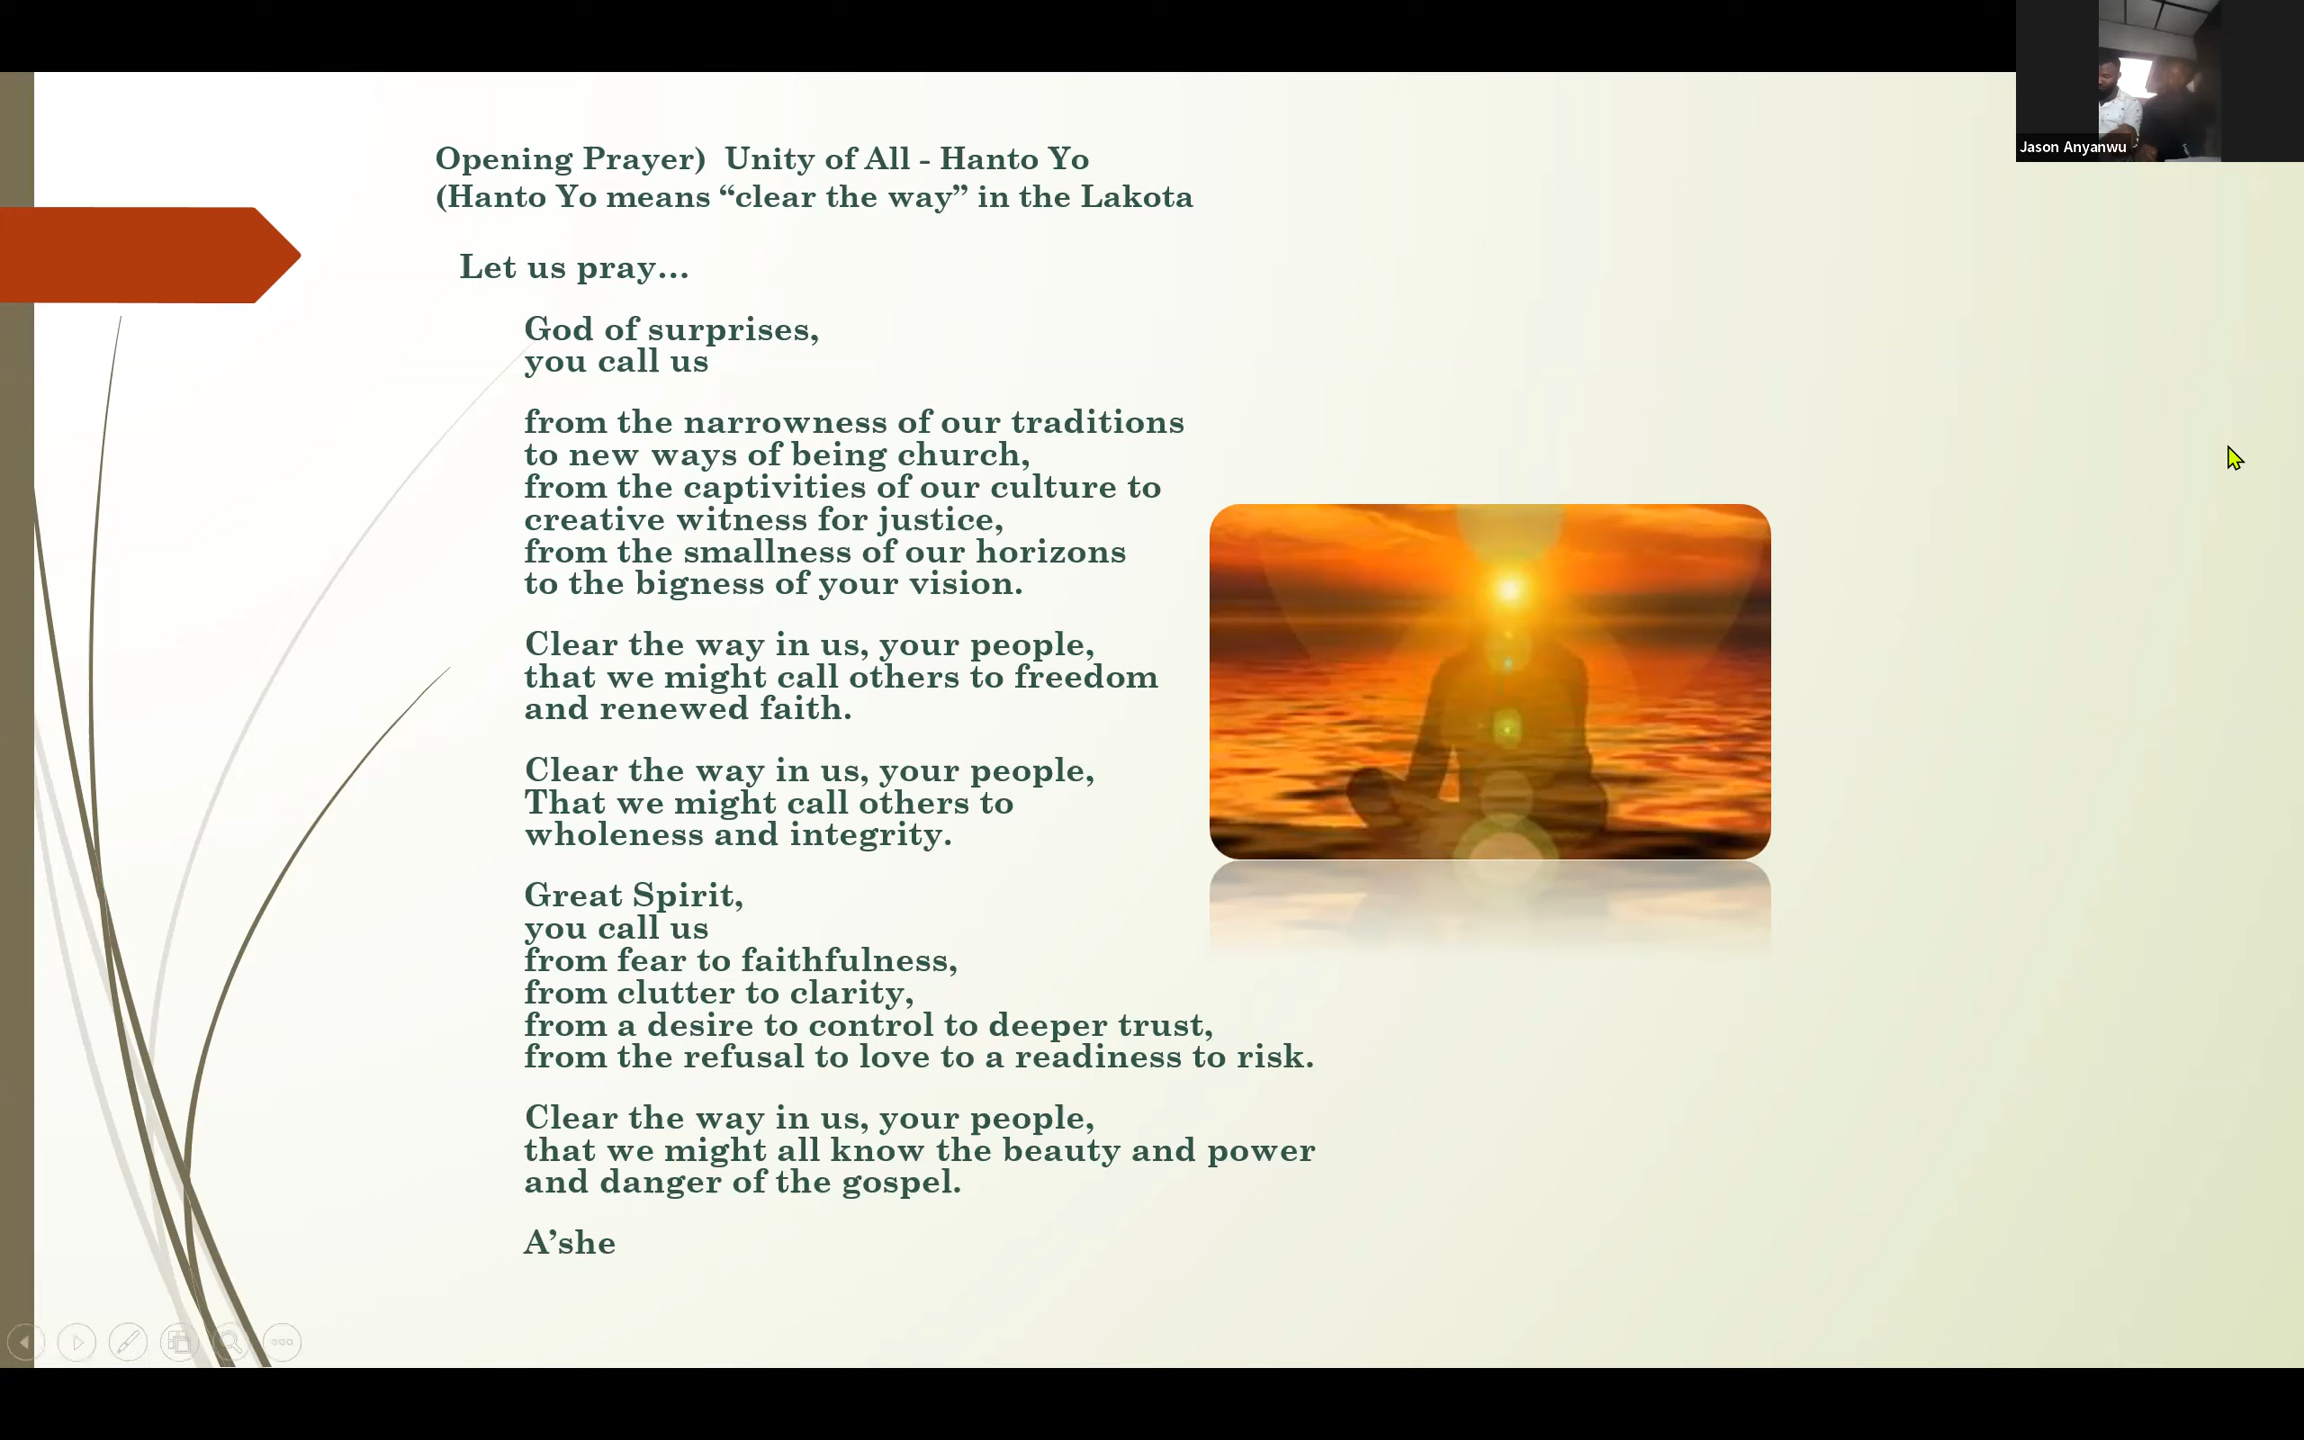 Jason Anyanwu
Opening Prayer)  Unity of All - Hanto Yo
(Hanto Yo means “clear the way” in the Lakota
Let us pray…
God of surprises,
you call us
from the narrowness of our traditions
to new ways of being church,
from the captivities of our culture to
creative witness for justice,
from the smallness of our horizons
to the bigness of your vision.
Clear the way in us, your people,
that we might call others to freedom
and renewed faith.
Clear the way in us, your people,
That we might call others to
wholeness and integrity.
Great Spirit,
you call us
from fear to faithfulness,
from clutter to clarity,
from a desire to control to deeper trust,
from the refusal to love to a readiness to risk.
Clear the way in us, your people,
that we might all know the beauty and power
and danger of the gospel.
A’she